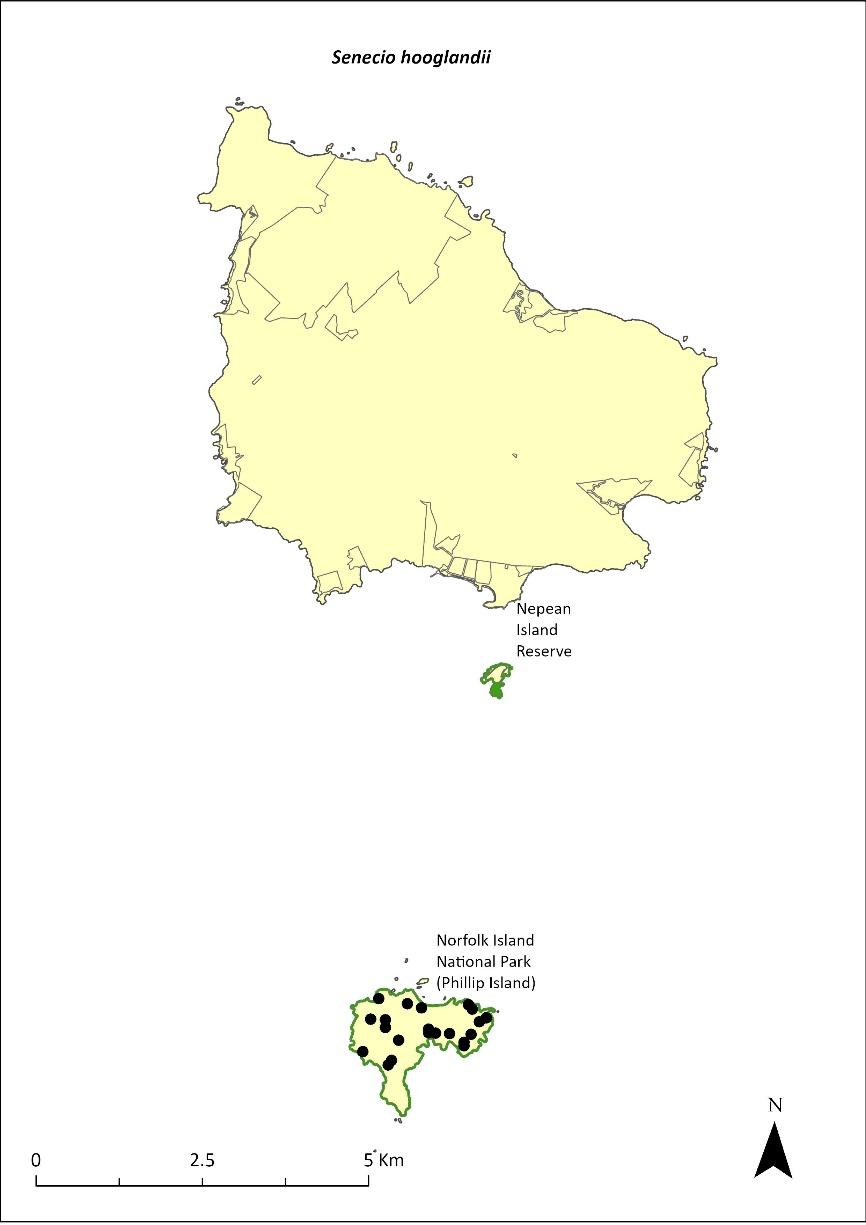 Senecio hooglandii
Nepean
Island
Reserve
Norfolk Island
National Park
(Phillip Island)
N
0 2.5 5 Km